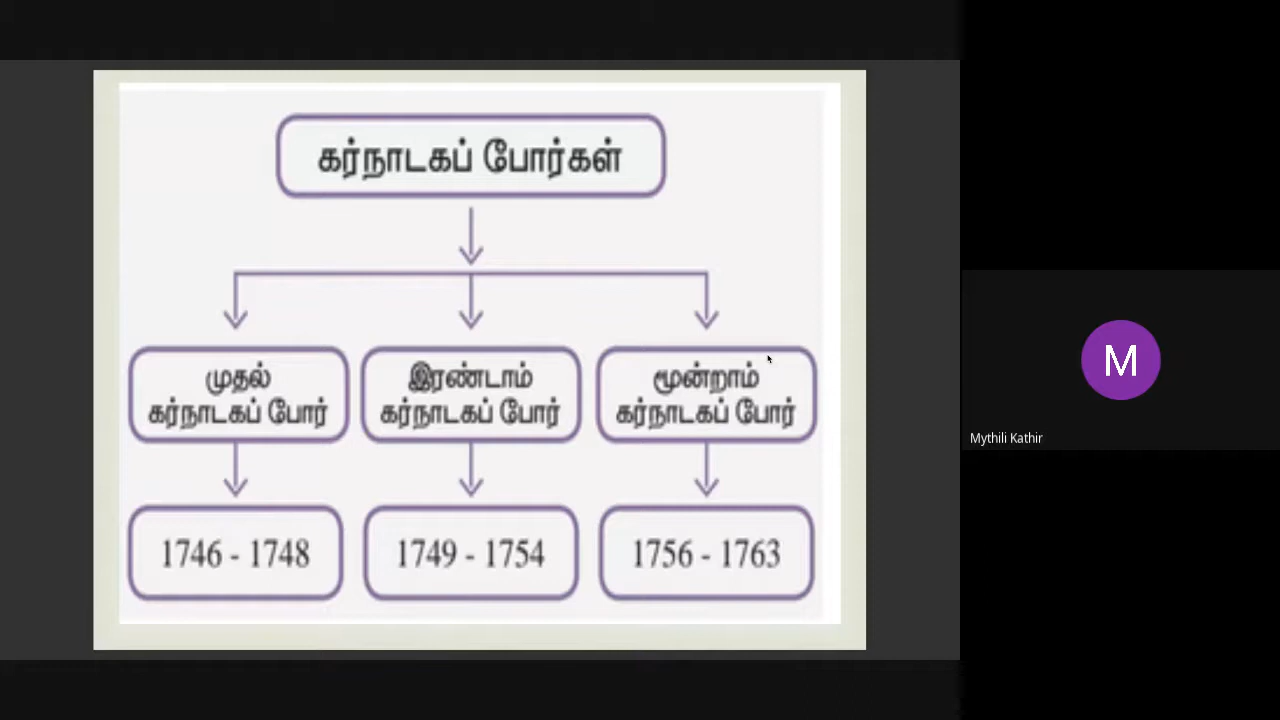 கர்நாடகப் போர்கள்
முதல்
கர்நாடகப் போர்
இரண்டாம்
கர்நாடகப் போர்
மூன்றாம்
கர்நாடகப் போர்
1746 - 1748
1749 - 1754
1756 - 1763
M
Mythili Kathir